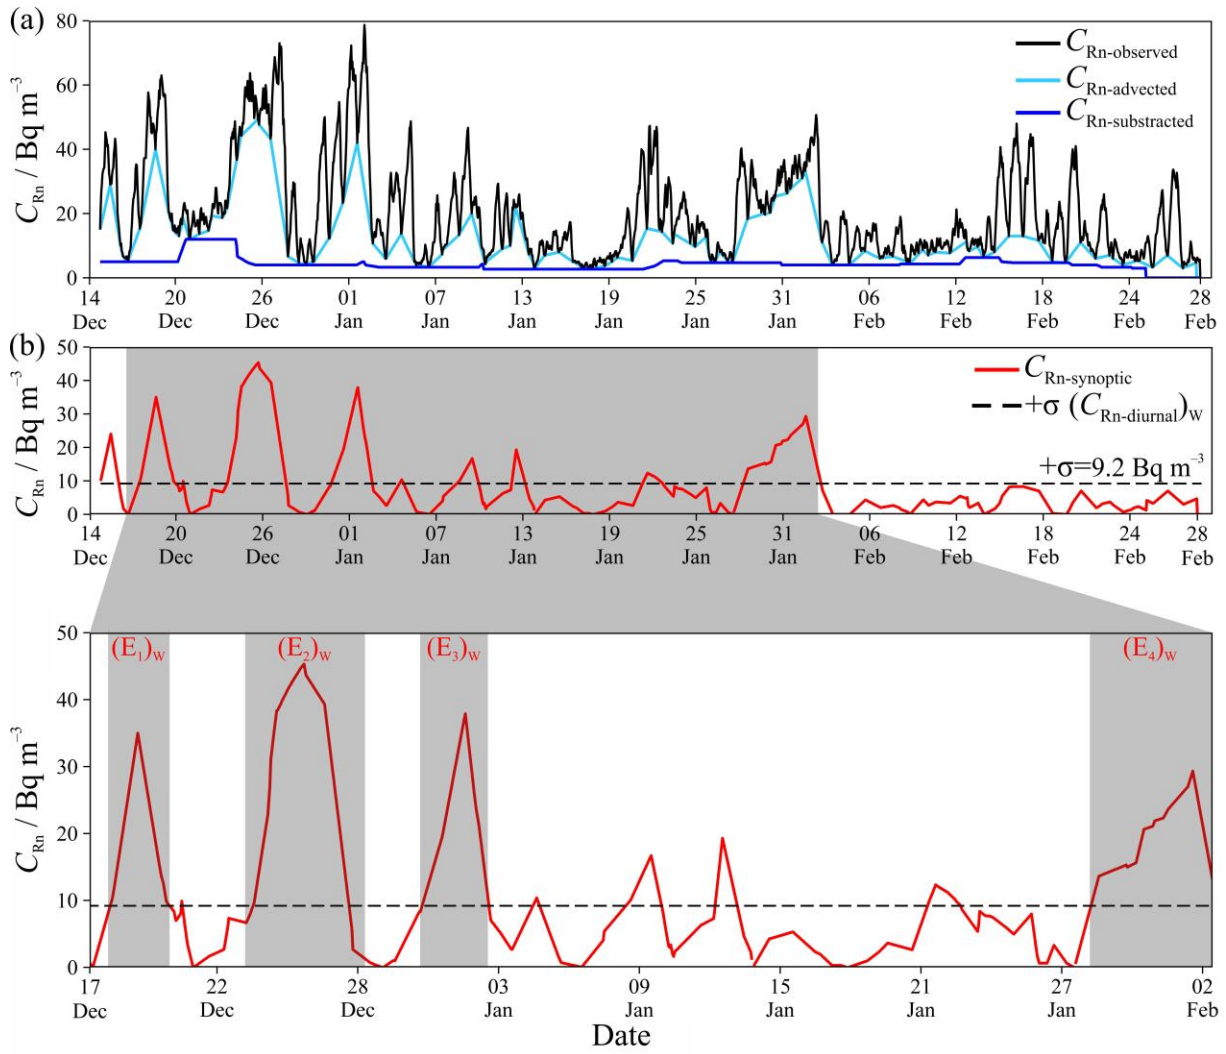 (a)
C_Rn / Bq m⁻³
80
60
40
20
0
C_Rn-observed
C_Rn-advected
C_Rn-substracted
14 20 26 01 07 13 19 25 31 06 12 18 24 28
Dec Dec Dec Jan Jan Jan Jan Jan Jan Feb Feb Feb Feb Feb
(b)
C_Rn / Bq m⁻³
50
40
30
20
10
0
C_Rn-synoptic
+σ (C_Rn-diurnal)_W
+σ=9.2 Bq m⁻³
14 20 26 01 07 13 19 25 31 06 12 18 24 28
Dec Dec Dec Jan Jan Jan Jan Jan Jan Feb Feb Feb Feb Feb
C_Rn / Bq m⁻³
50
40
30
20
10
0
(E₁)_W (E₂)_W (E₃)_W (E₄)_W
17 22 28 03 09 15 21 27 02
Dec Dec Dec Jan Jan Jan Jan Jan Feb
Date